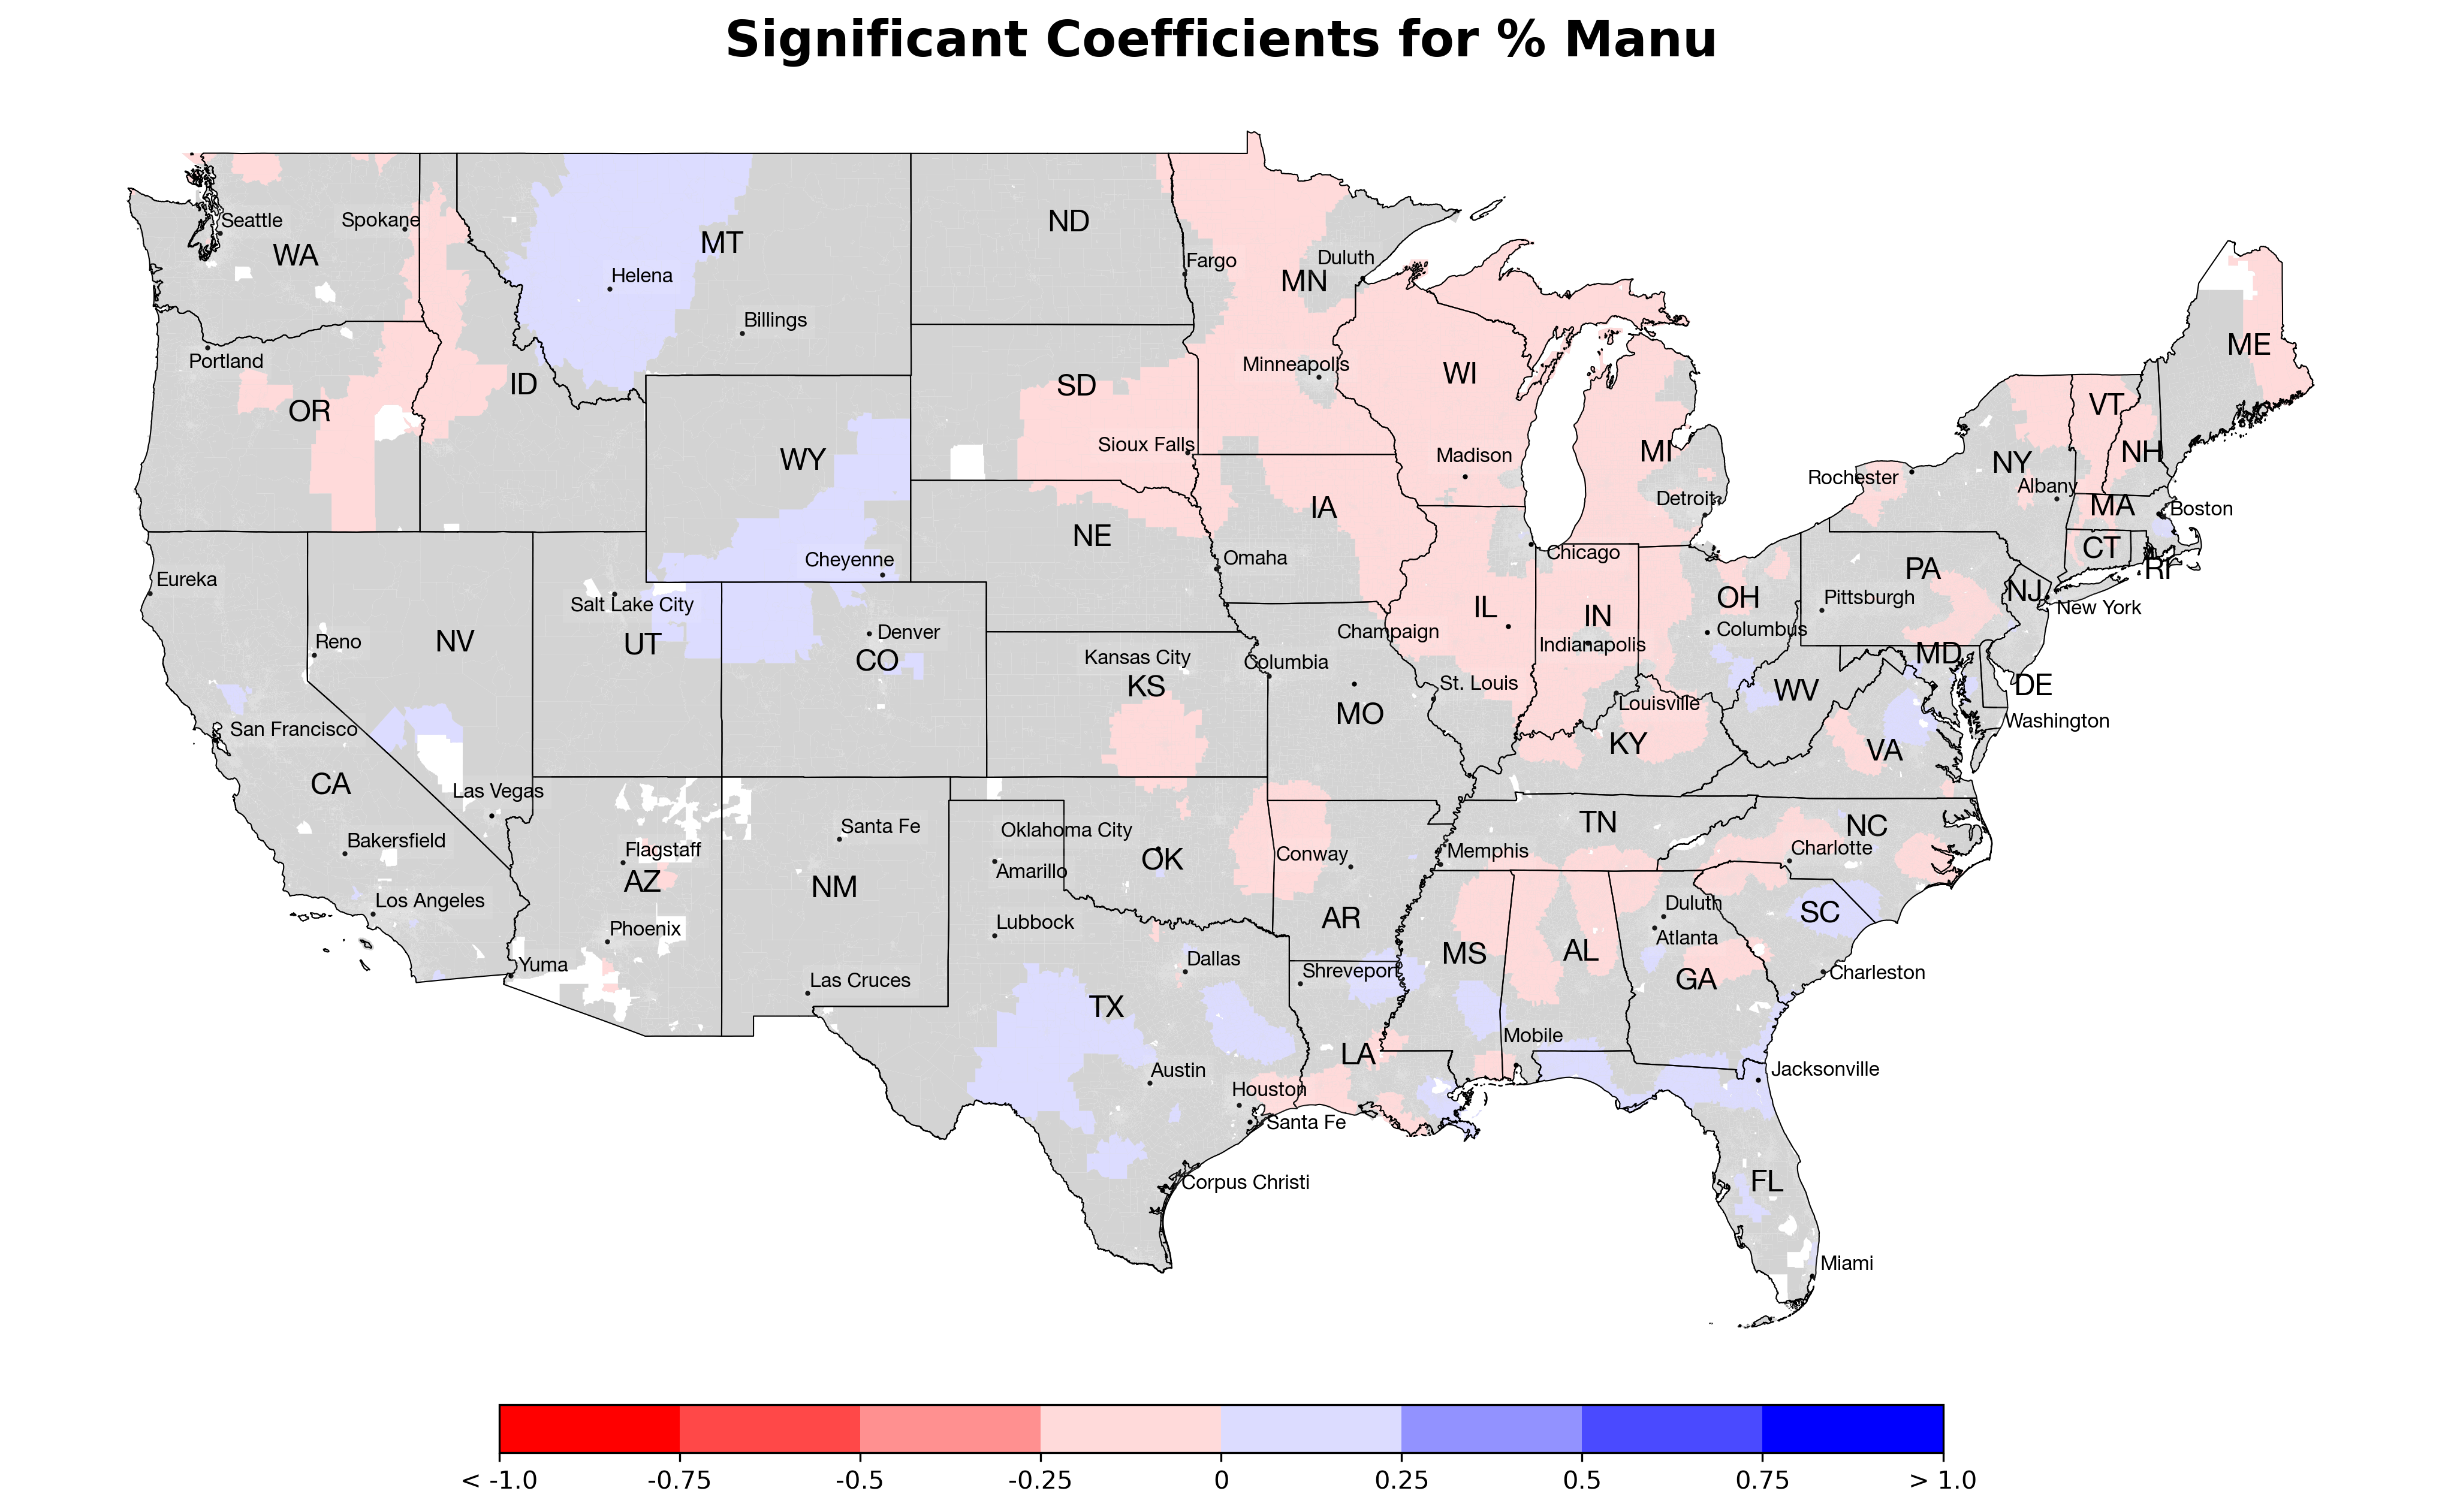 Significant Coefficients for % Manu
Seattle
Spokane
WA
MT
ND
Fargo
Duluth
MN
Helena
Billings
Portland
ID
OR
SD
Minneapolis
WI
ME
VT
NH
NY
Sioux Falls
Madison
MI
Rochester
Albany
WY
Detroit
MA
Boston
IA
NE
Cheyenne
Omaha
Chicago
CT
RI
PA
NJ
New York
Eureka
Salt Lake City
Reno
NV
UT
Denver
CO
IL
IN
OH
Pittsburgh
Columbus
Champaign
Indianapolis
Kansas City
Columbia
KS
St. Louis
MO
Louisville
KY
WV
MD
DE
Washington
VA
San Francisco
CA
Las Vegas
Bakersfield
Los Angeles
Flagstaff
AZ
Phoenix
Yuma
Santa Fe
NM
Las Cruces
Oklahoma City
OK
Amarillo
Lubbock
Conway
Memphis
TN
NC
Charlotte
AR
Duluth
SC
Atlanta
Charleston
MS
AL
GA
Dallas
Shreveport
TX
Mobile
LA
Austin
Houston
Santa Fe
Jacksonville
Corpus Christi
FL
Miami
< -1.0 -0.75 -0.5 -0.25 0 0.25 0.5 0.75 > 1.0